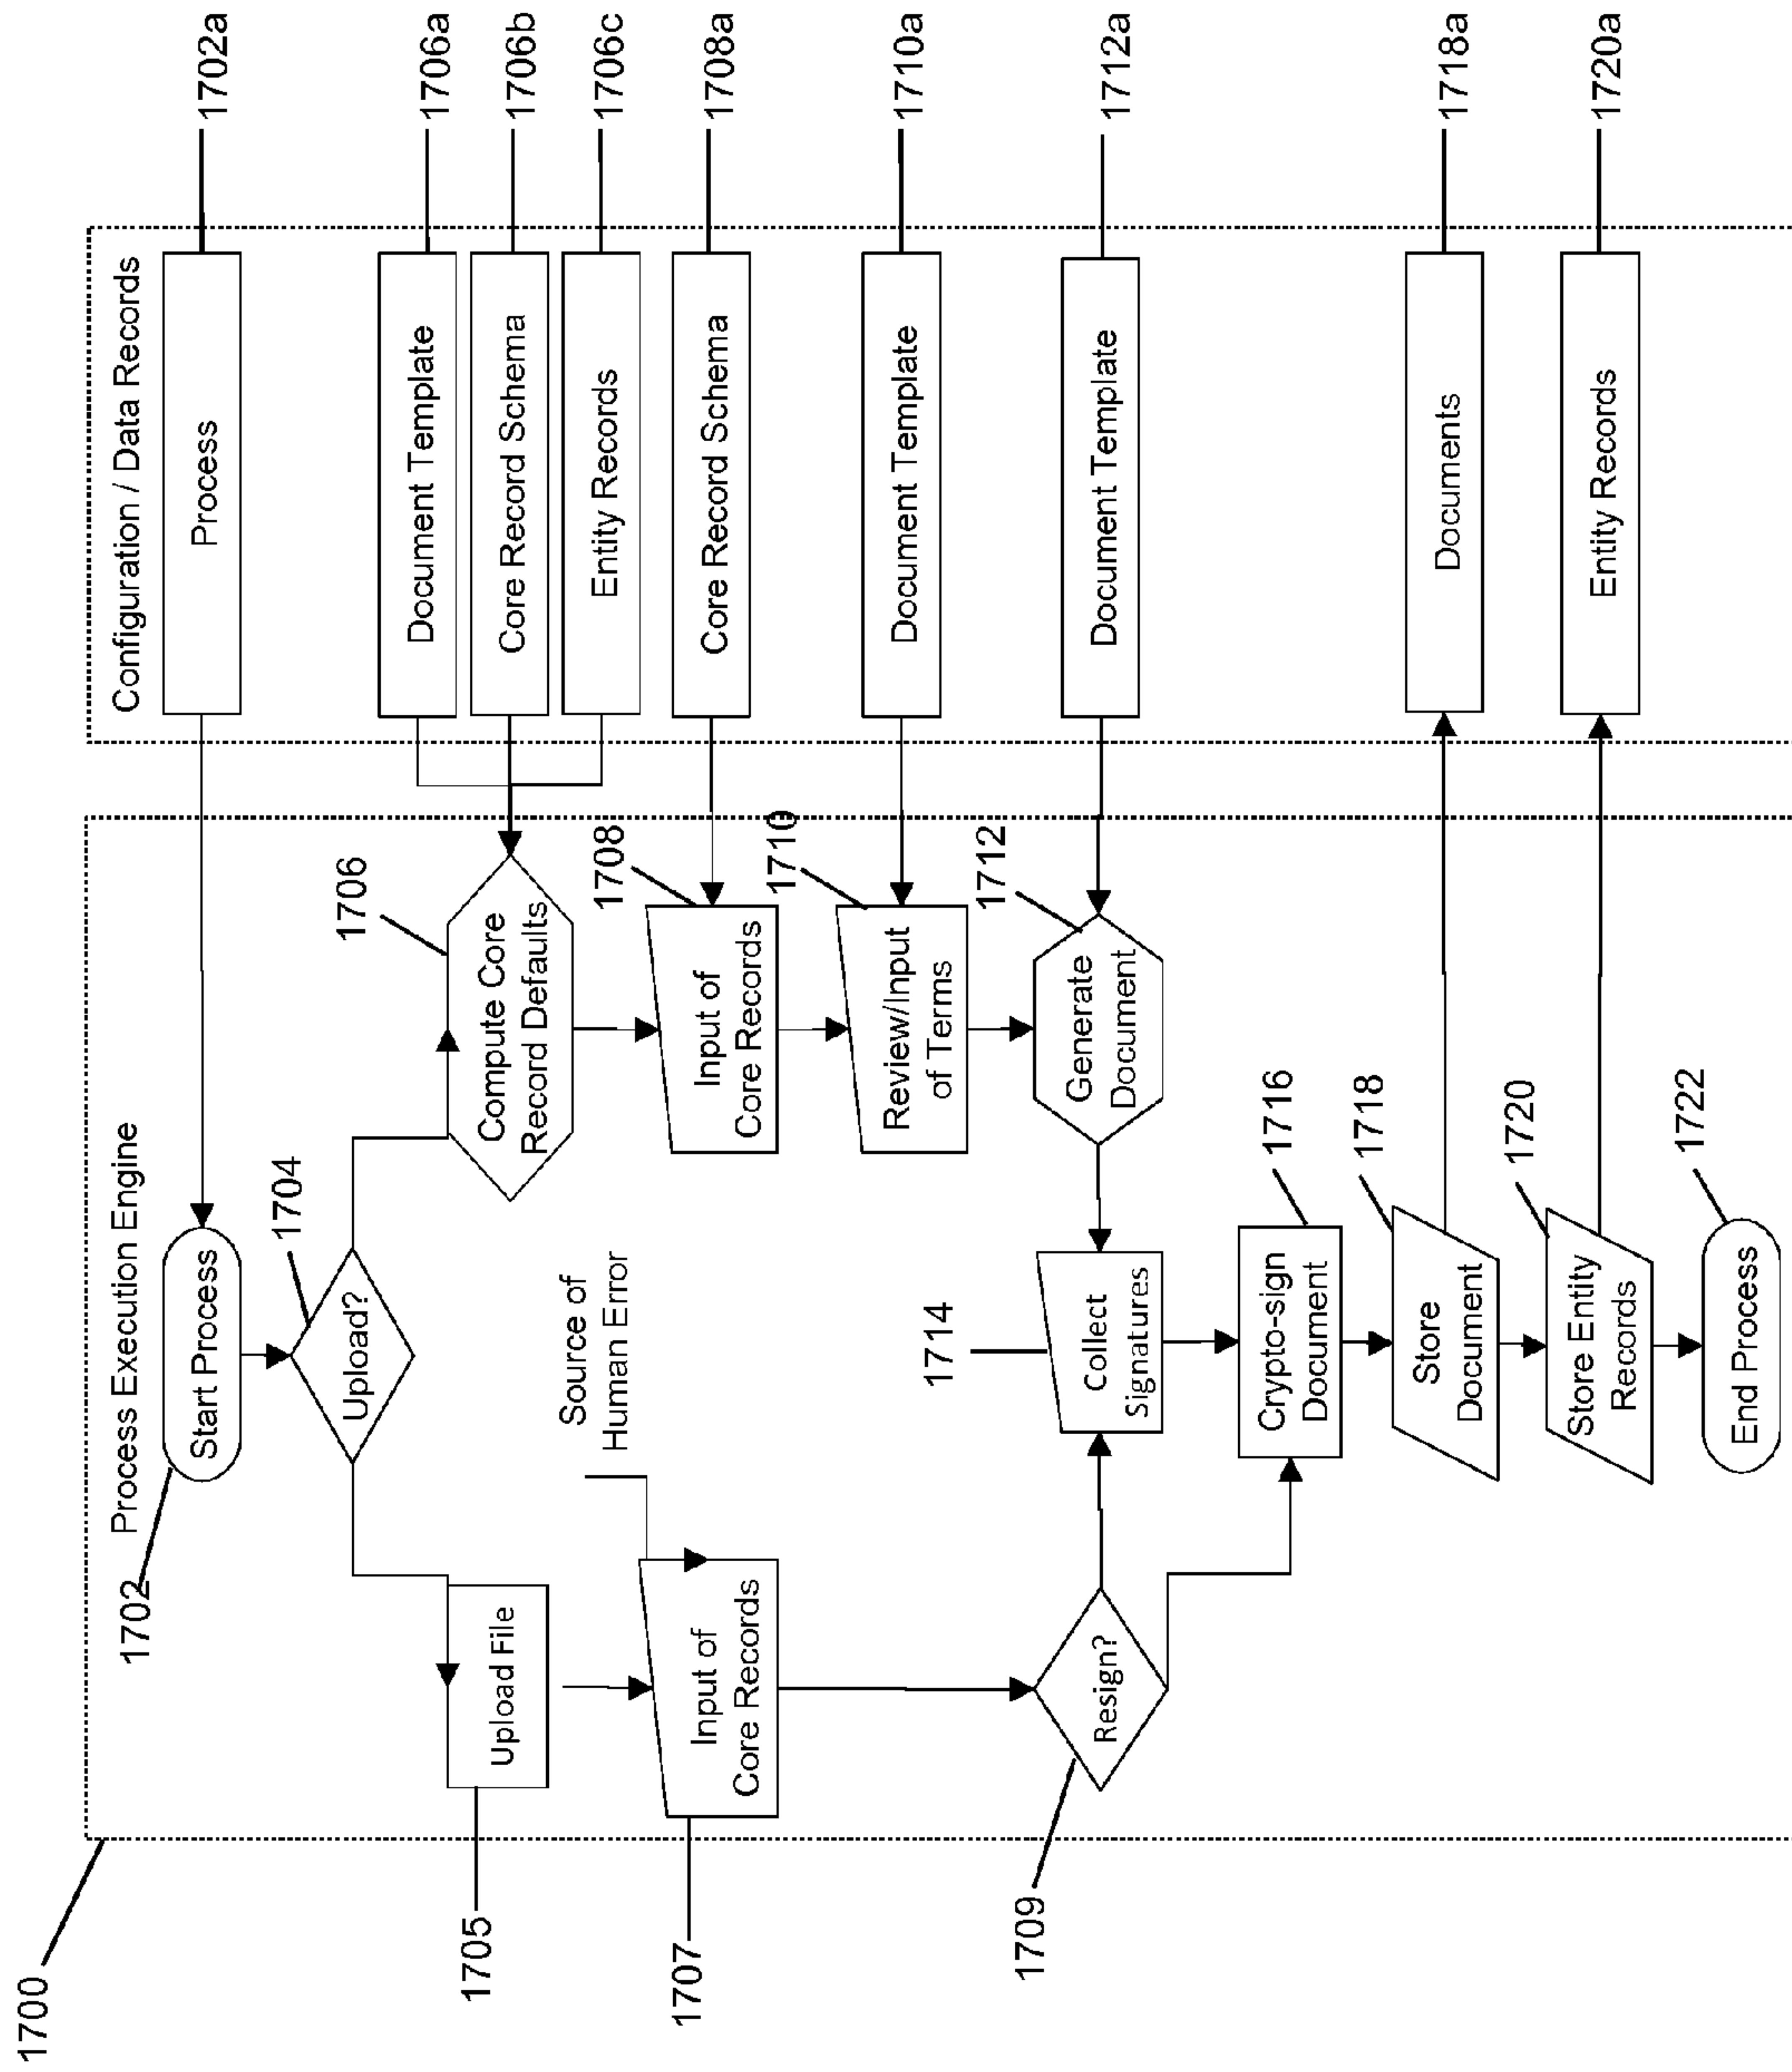 1700
Process Execution Engine
1702
Start Process
1704
Upload?
1705
Upload File
1706
Compute Core
Record Defaults
Source of
Human Error
1707
Input of
Core Records
1708
Input of
Core Records
1710
Review/Input
of Terms
1709
Resign?
1712
Generate
Document
1714
Collect
Signatures
1716
Crypto-sign
Document
1718
Store
Document
1720
Store Entity
Records
1722
End Process
Configuration / Data Records
Process
1702a
Document Template
1706a
Core Record Schema
1706b
Entity Records
1706c
Core Record Schema
1708a
Document Template
1710a
Document Template
1712a
Documents
1718a
Entity Records
1720a